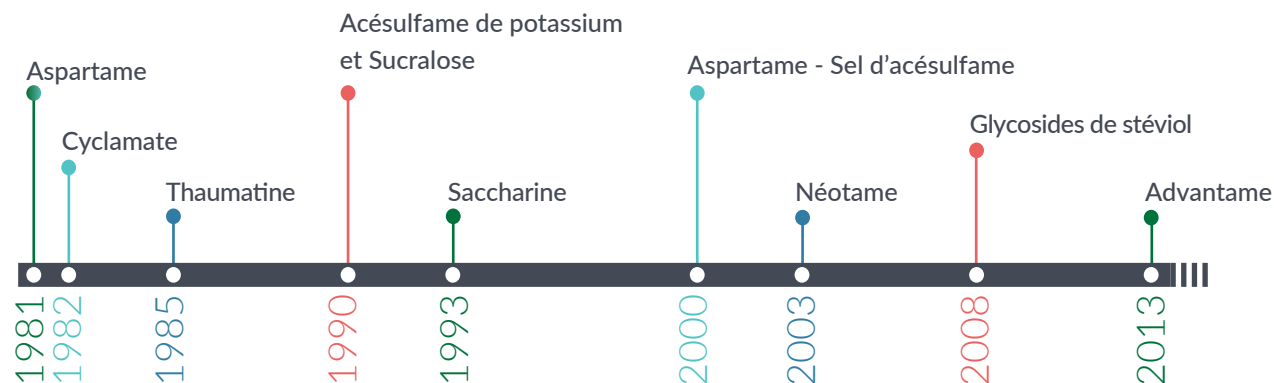 Aspartame
Cyclamate
Thaumatine
Acésulfame de potassium
et Sucralose
Saccharine
Aspartame - Sel d’acésulfame
Néotame
Glycosides de stéviol
Advantame
1981
1982
1985
1990
1993
2000
2003
2008
2013